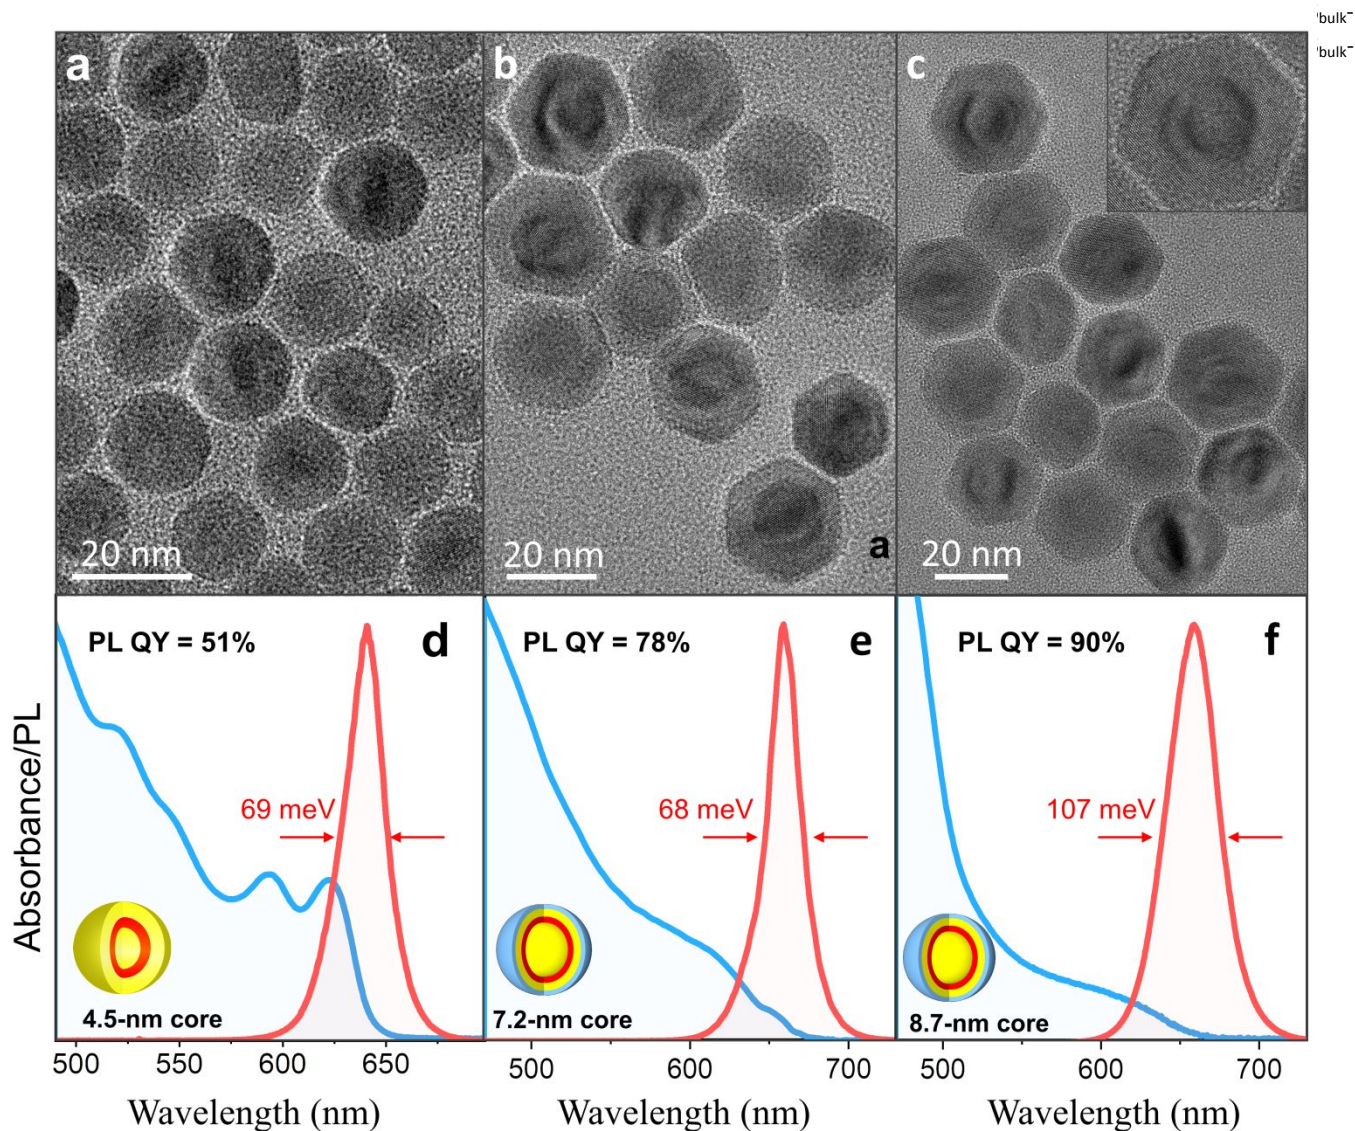 bulk−
bulk−
a
b
c
20 nm
20 nm
a
20 nm
PL QY = 51%
d
PL QY = 78%
e
PL QY = 90%
f
Absorbance/PL
69 meV
68 meV
107 meV
4.5-nm core
7.2-nm core
8.7-nm core
500 550 600 650
500 600 700
500 600 700
Wavelength (nm)
Wavelength (nm)
Wavelength (nm)